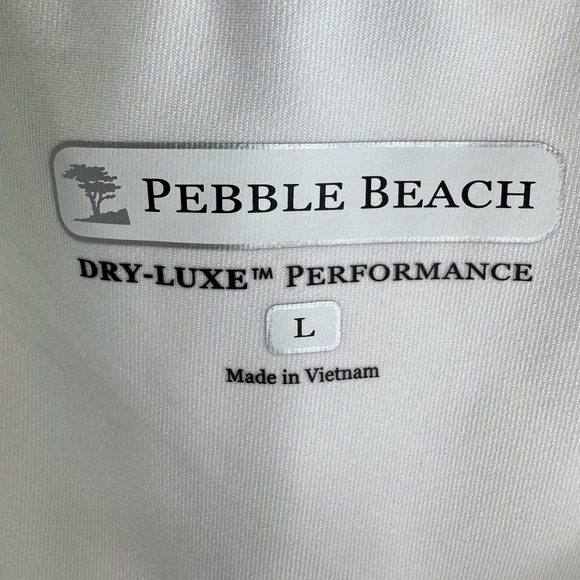 PEBBLE BEACH
DRY-LUXE™ PERFORMANCE
L
Made in Vietnam